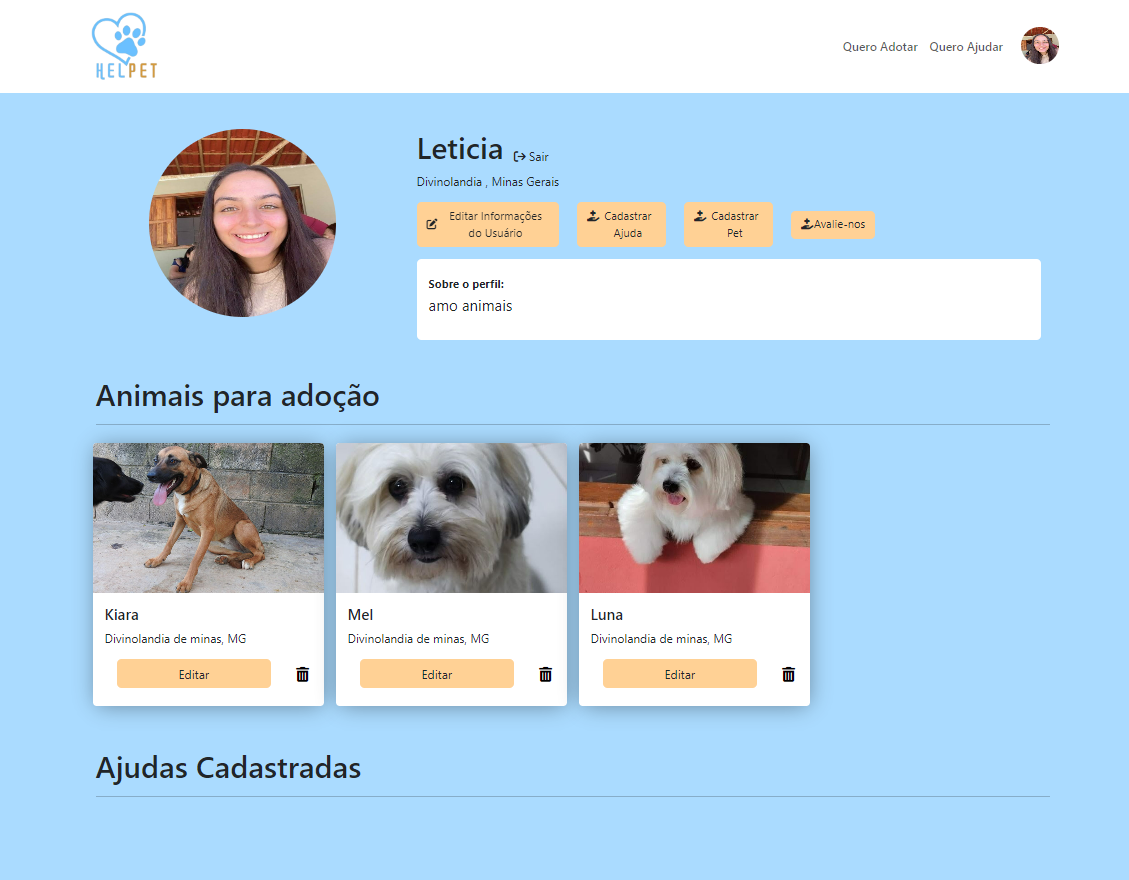 HELPET
Quero Adotar Quero Ajudar
Leticia Sair
Divinolandia , Minas Gerais
Editar Informações
do Usuário
Cadastrar
Ajuda
Cadastrar
Pet
Avalie-nos
Sobre o perfil:
amo animais
Animais para adoção
Kiara
Divinolandia de minas, MG
Editar
Mel
Divinolandia de minas, MG
Editar
Luna
Divinolandia de minas, MG
Editar
Ajudas Cadastradas